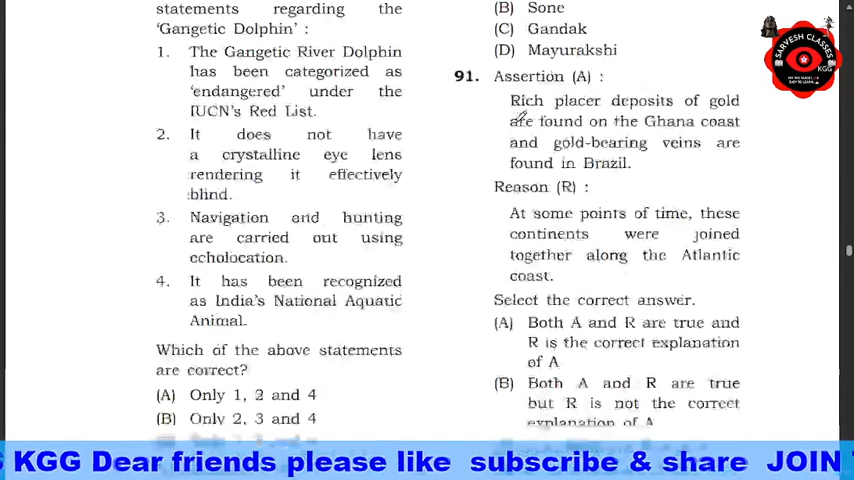 statements regarding the
'Gangetic Dolphin' :
1. The Gangetic River Dolphin
has been categorized as
'endangered' under the
IUCN's Red List.
2. It does not have
a crystalline eye lens
rendering it effectively
blind.
3. Navigation and hunting
are carried out using
echolocation.
4. It has been recognized
as India's National Aquatic
Animal.
Which of the above statements
are correct?
(A) Only 1, 2 and 4
(B) Only 2, 3 and 4
(B) Sone
(C) Gandak
(D) Mayurakshi
91. Assertion (A) :
Rich placer deposits of gold
are found on the Ghana coast
and gold-bearing veins are
found in Brazil.
Reason (R) :
At some points of time, these
continents were joined
together along the Atlantic
coast.
Select the correct answer.
(A) Both A and R are true and
R is the correct explanation
of A
(B) Both A and R are true
but R is not the correct
explanation of A
SARVESH CLASSES
KGG
KGG Dear friends please like subscribe & share JOIN